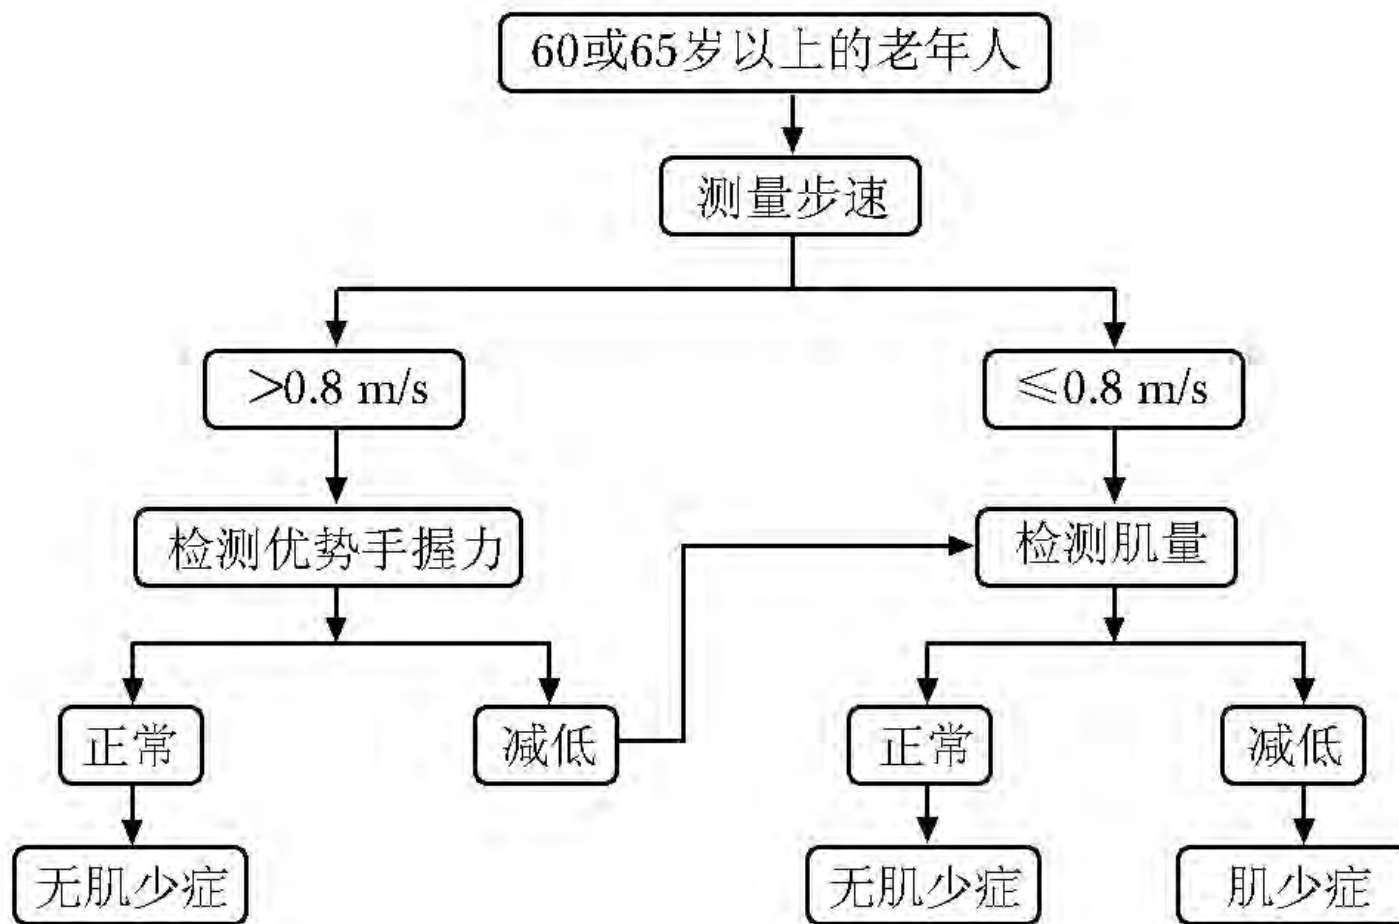 60或65岁以上的老年人
测量步速
>0.8 m/s
≤0.8 m/s
检测优势手握力
检测肌量
正常
减低
正常
减低
无肌少症
无肌少症
肌少症